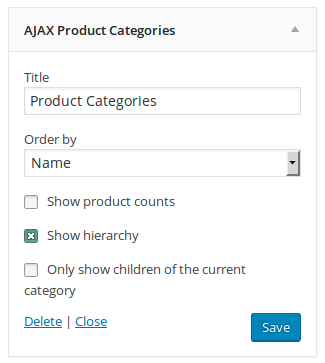 AJAX Product Categories
Title
Product Categories
Order by
Name
Show product counts
Show hierarchy
Only show children of the current
category
Delete | Close
Save